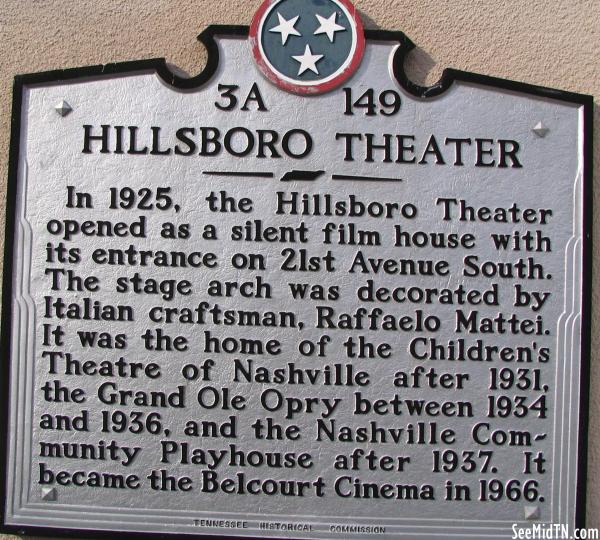 3A 149
HILLSBORO THEATER
In 1925, the Hillsboro Theater
opened as a silent film house with
its entrance on 21st Avenue South.
The stage arch was decorated by
Italian craftsman, Raffaelo Mattei.
It was the home of the Children's
Theatre of Nashville after 1931,
the Grand Ole Opry between 1934
and 1936, and the Nashville Com-
munity Playhouse after 1937. It
became the Belcourt Cinema in 1966.
TENNESSEE HISTORICAL COMMISSION
SeeMidTN.com